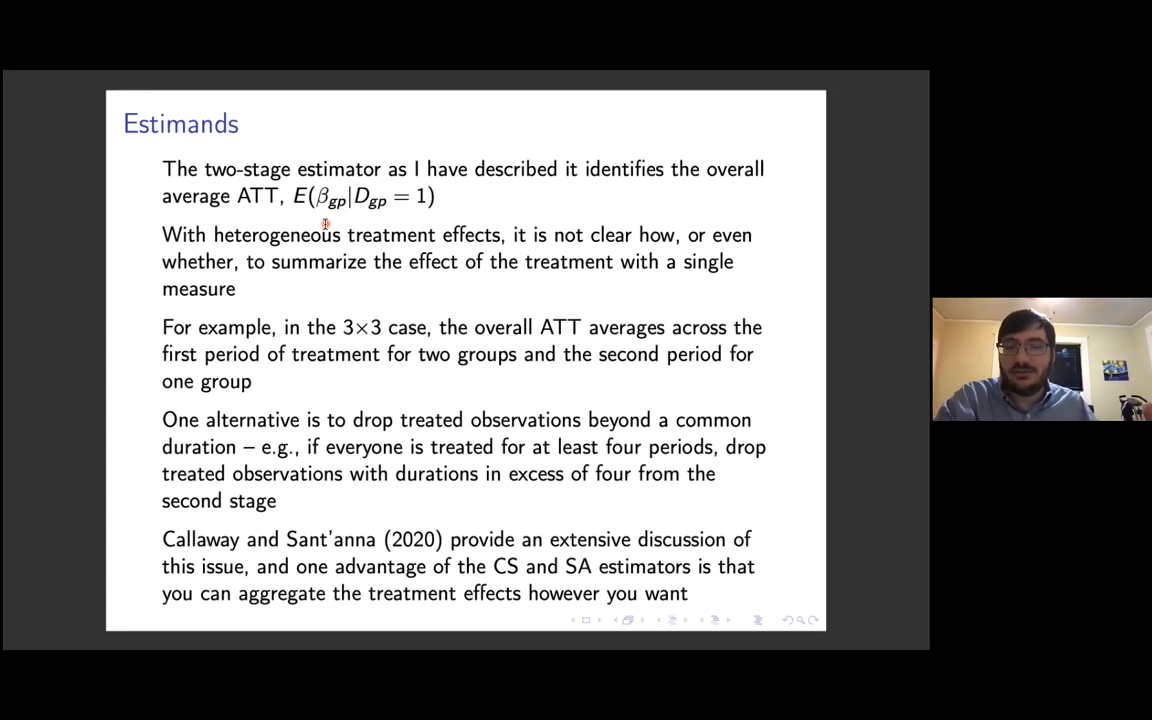 Estimands
The two-stage estimator as I have described it identifies the overall
average ATT, E(β_gp|D_gp = 1)
With heterogeneous treatment effects, it is not clear how, or even
whether, to summarize the effect of the treatment with a single
measure
For example, in the 3×3 case, the overall ATT averages across the
first period of treatment for two groups and the second period for
one group
One alternative is to drop treated observations beyond a common
duration – e.g., if everyone is treated for at least four periods, drop
treated observations with durations in excess of four from the
second stage
Callaway and Sant'anna (2020) provide an extensive discussion of
this issue, and one advantage of the CS and SA estimators is that
you can aggregate the treatment effects however you want